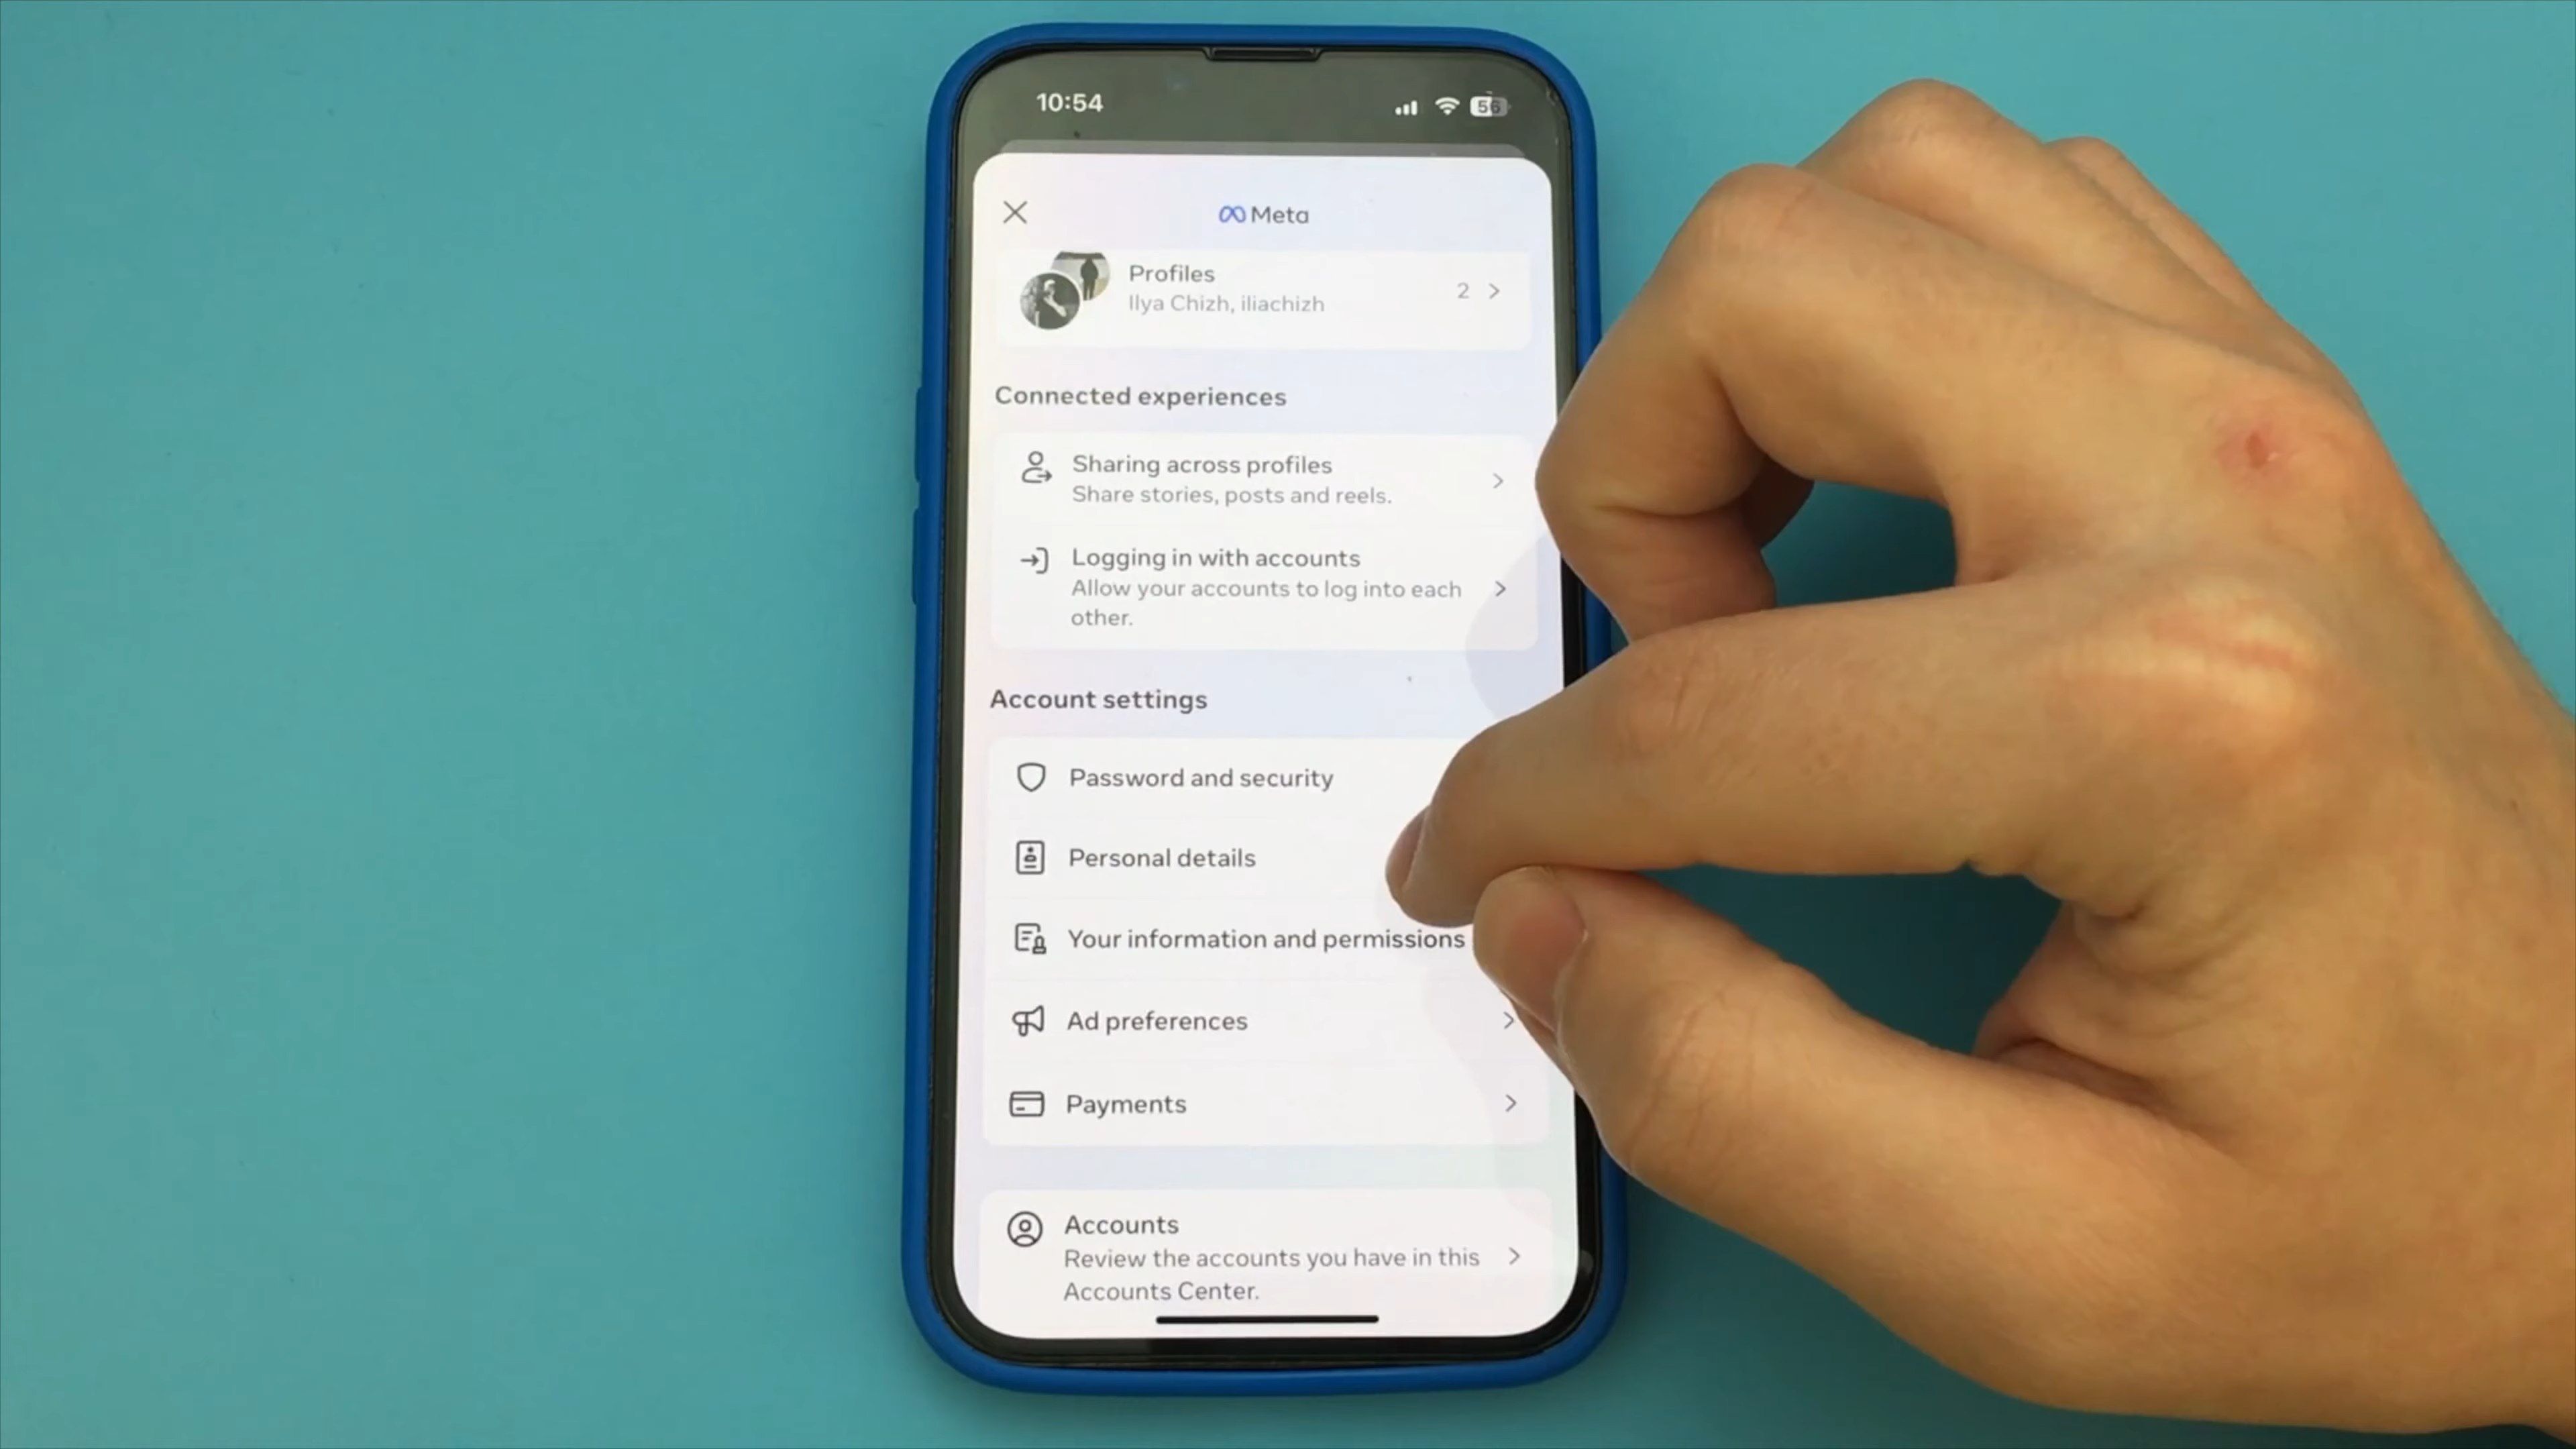 10:54
56
Meta
Profiles
2
Ilya Chizh, iliachizh
Connected experiences
Sharing across profiles
Share stories, posts and reels.
Logging in with accounts
Allow your accounts to log into each
other.
Account settings
Password and security
Personal details
Your information and permissions
Ad preferences
Payments
Accounts
Review the accounts you have in this
Accounts Center.